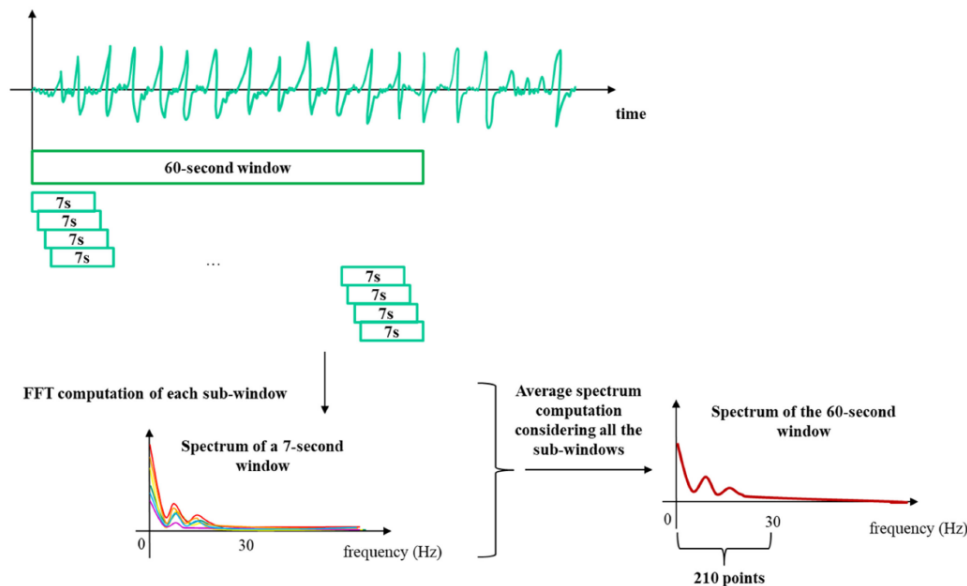 time
60-second window
7s
7s
7s
7s
...
7s
7s
7s
7s
FFT computation of each sub-window
Spectrum of a 7-second
window
0
30
frequency (Hz)
Average spectrum
computation
considering all the
sub-windows
Spectrum of the 60-second
window
0
30
frequency (Hz)
210 points